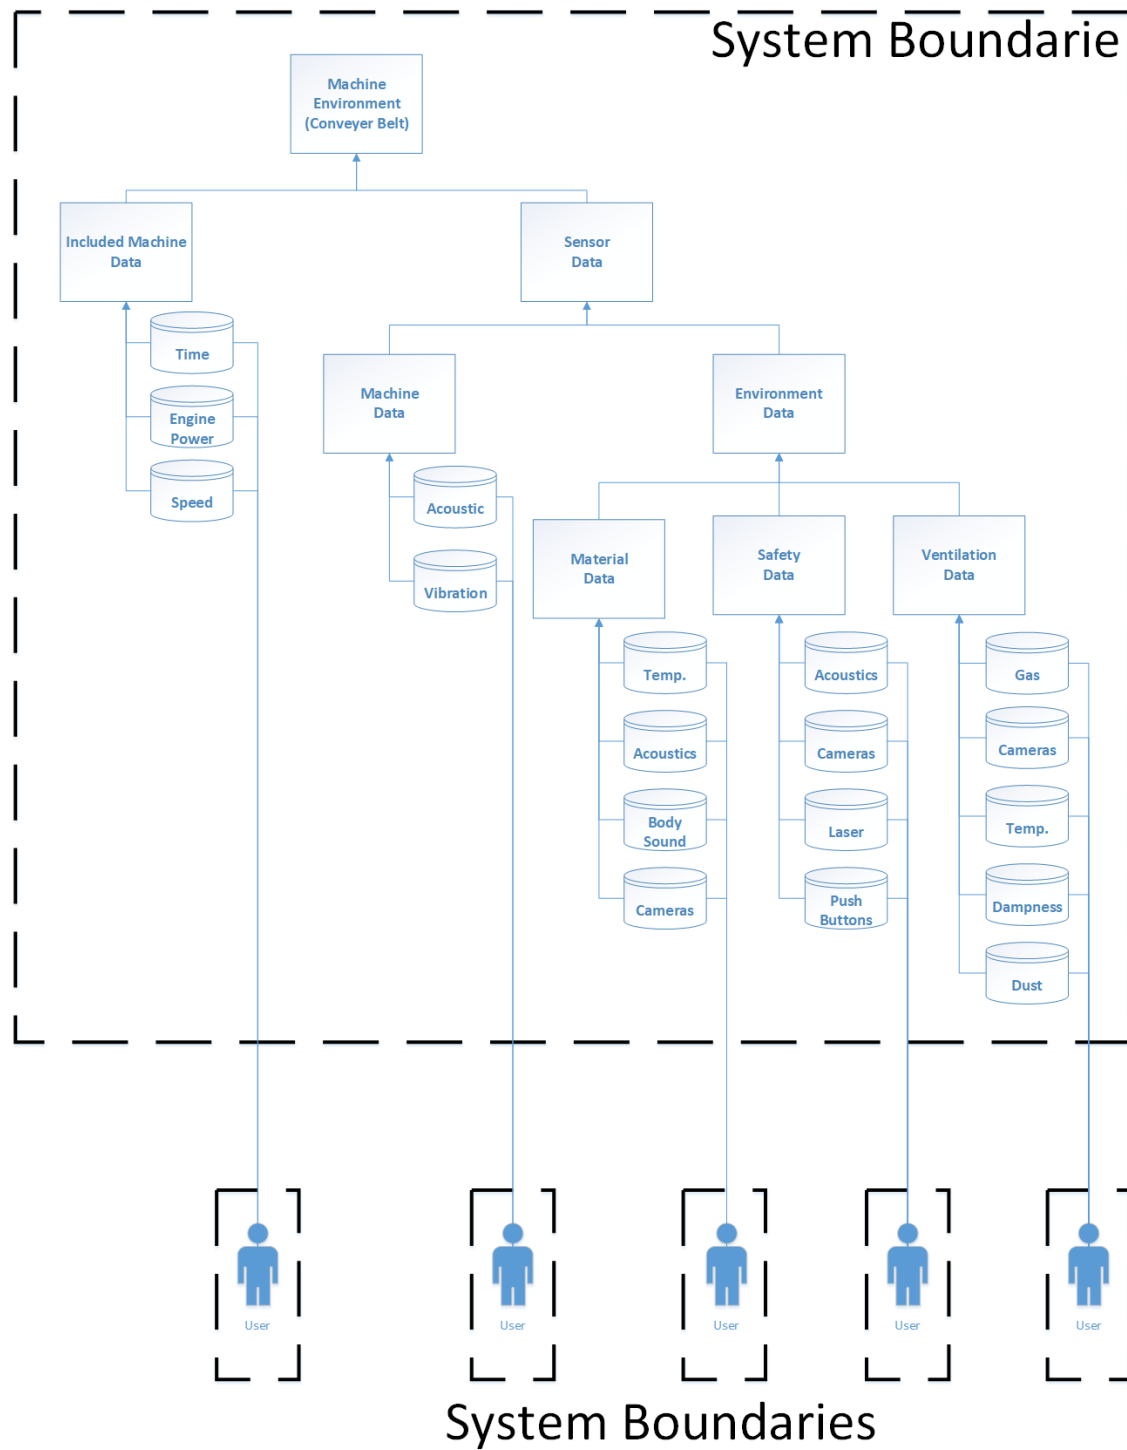 System Boundarie
Machine
Environment
(Conveyer Belt)
Included Machine
Data
Sensor
Data
Time
Engine
Power
Speed
Machine
Data
Environment
Data
Acoustic
Vibration
Material
Data
Safety
Data
Ventilation
Data
Temp.
Acoustics
Body
Sound
Cameras
Acoustics
Cameras
Laser
Push
Buttons
Gas
Cameras
Temp.
Dampness
Dust
User
User
User
User
User
System Boundaries